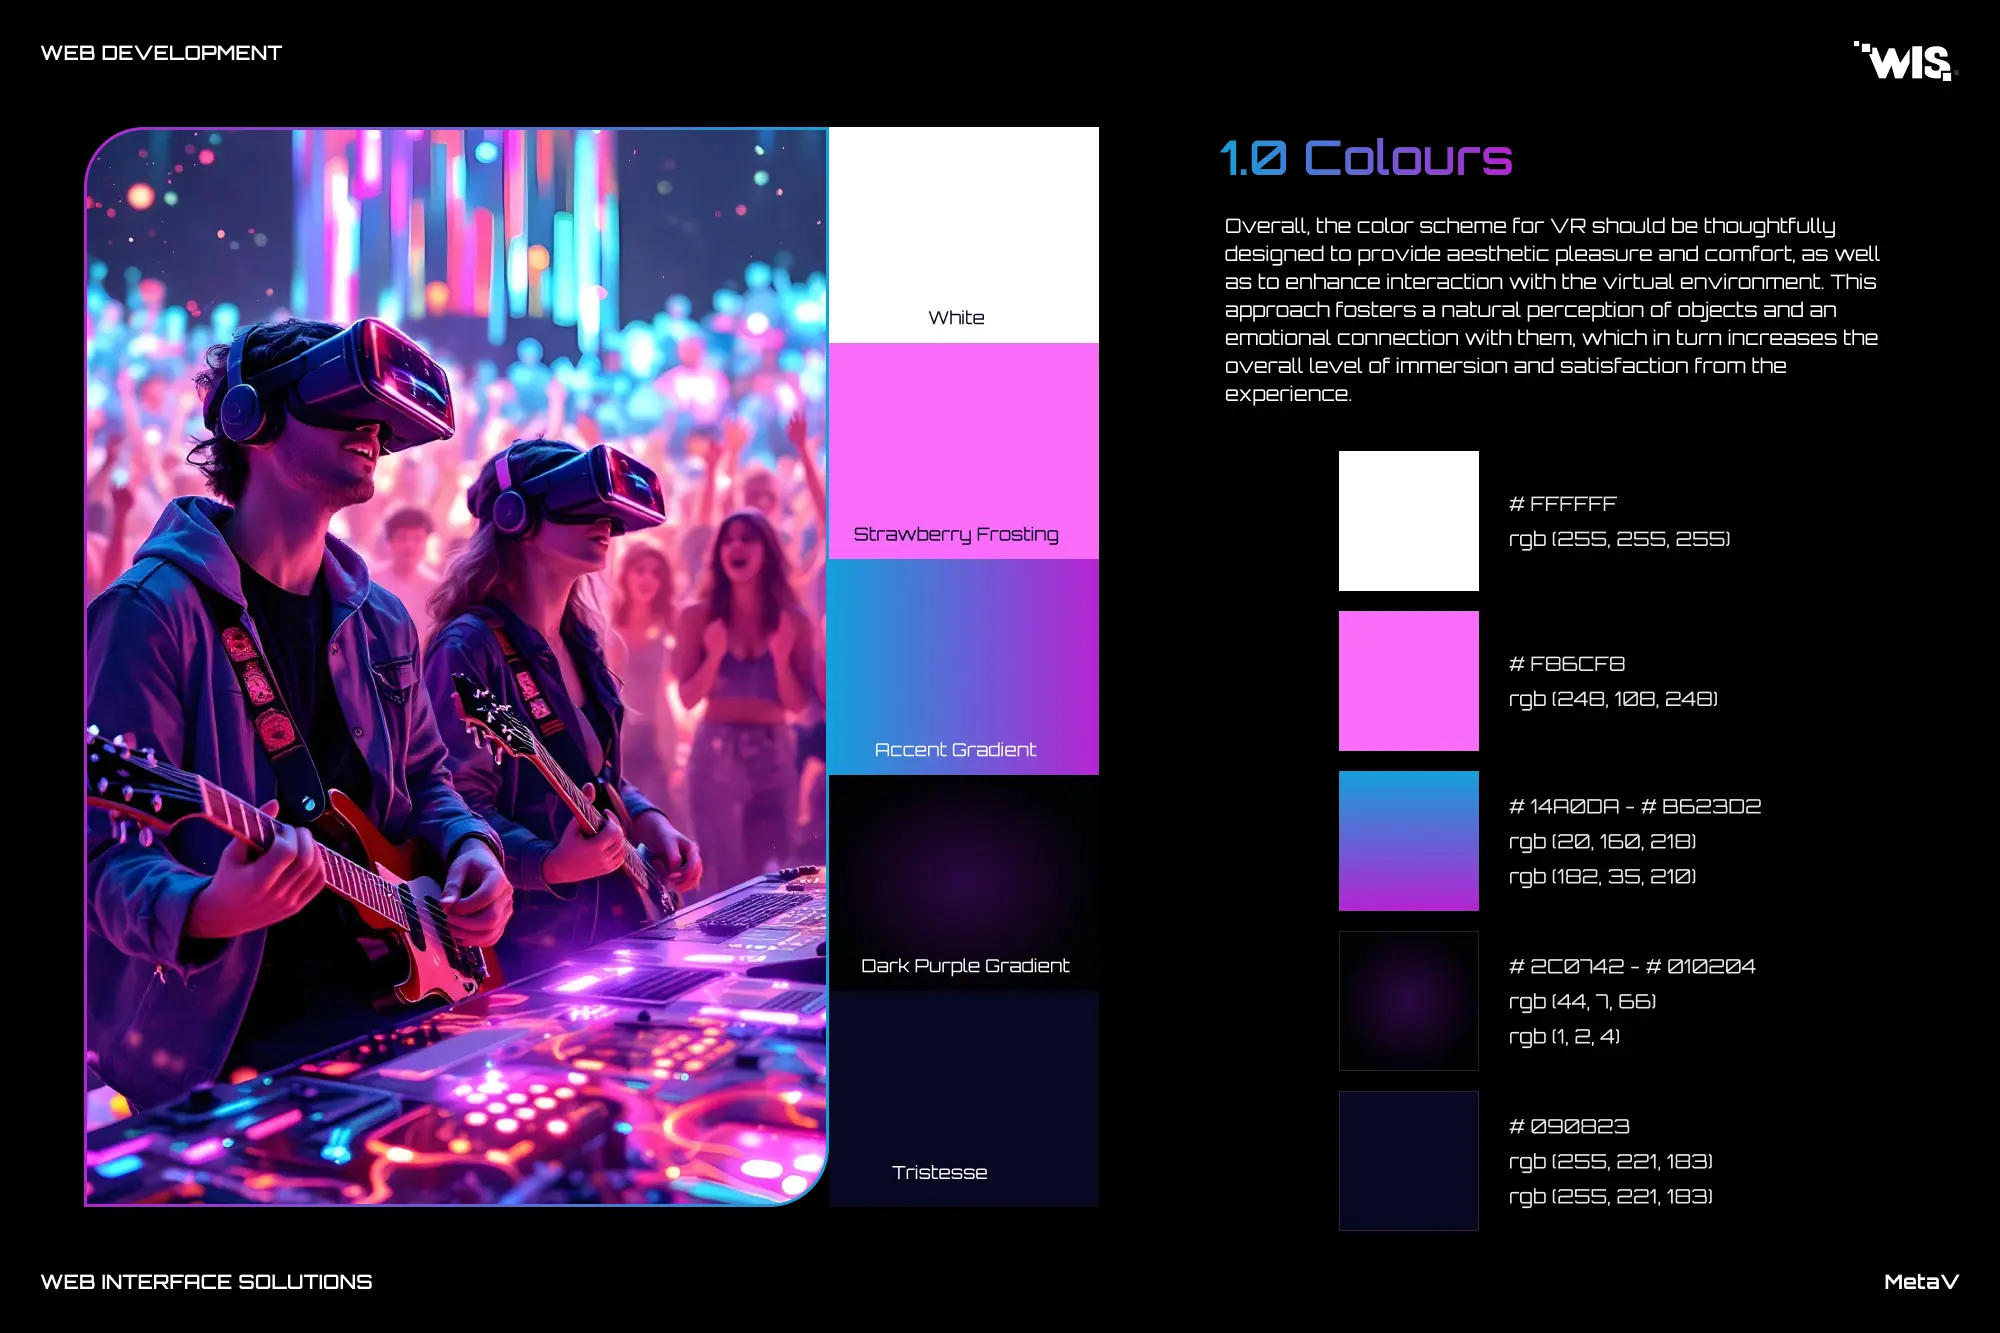 WEB DEVELOPMENT
WIS
White
Strawberry Frosting
Accent Gradient
Dark Purple Gradient
Tristesse
1.0 Colours
Overall, the color scheme for VR should be thoughtfully
designed to provide aesthetic pleasure and comfort, as well
as to enhance interaction with the virtual environment. This
approach fosters a natural perception of objects and an
emotional connection with them, which in turn increases the
overall level of immersion and satisfaction from the
experience.
# FFFFFF
rgb (255, 255, 255)
# F86CF8
rgb (248, 108, 248)
# 14A0DA - # B623D2
rgb (20, 160, 218)
rgb (182, 35, 210)
# 2C0742 - # 010204
rgb (44, 7, 66)
rgb (1, 2, 4)
# 090823
rgb (255, 221, 183)
rgb (255, 221, 183)
WEB INTERFACE SOLUTIONS
MetaV